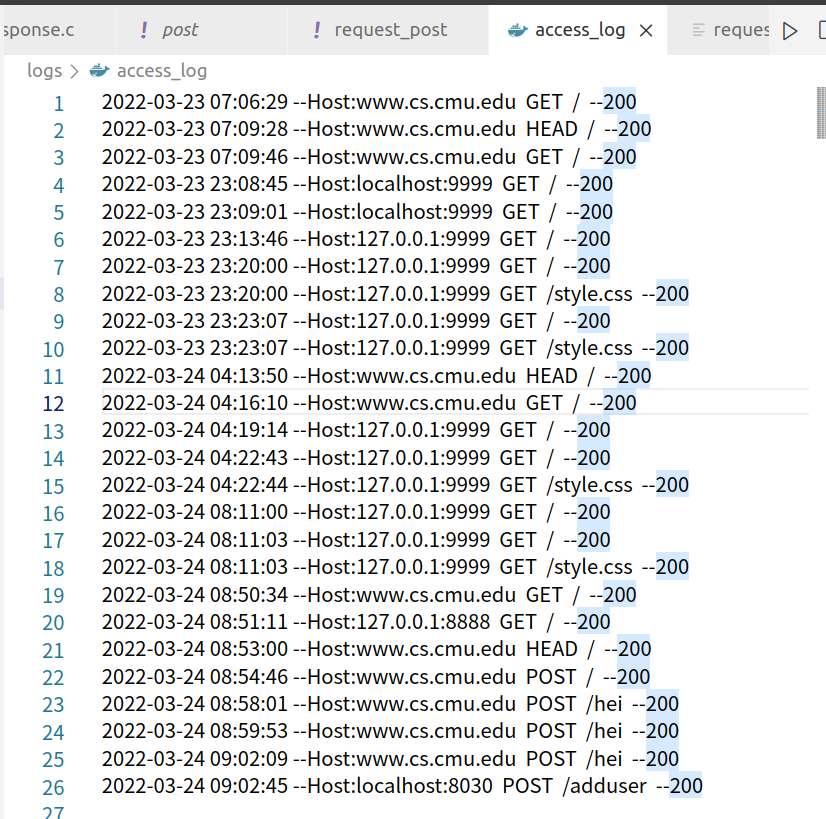 sponse.c ! post ! request_post access_log × reques
logs > access_log
1 2022-03-23 07:06:29 --Host:www.cs.cmu.edu GET / --200
2 2022-03-23 07:09:28 --Host:www.cs.cmu.edu HEAD / --200
3 2022-03-23 07:09:46 --Host:www.cs.cmu.edu GET / --200
4 2022-03-23 23:08:45 --Host:localhost:9999 GET / --200
5 2022-03-23 23:09:01 --Host:localhost:9999 GET / --200
6 2022-03-23 23:13:46 --Host:127.0.0.1:9999 GET / --200
7 2022-03-23 23:20:00 --Host:127.0.0.1:9999 GET / --200
8 2022-03-23 23:20:00 --Host:127.0.0.1:9999 GET /style.css --200
9 2022-03-23 23:23:07 --Host:127.0.0.1:9999 GET / --200
10 2022-03-23 23:23:07 --Host:127.0.0.1:9999 GET /style.css --200
11 2022-03-24 04:13:50 --Host:www.cs.cmu.edu HEAD / --200
12 2022-03-24 04:16:10 --Host:www.cs.cmu.edu GET / --200
13 2022-03-24 04:19:14 --Host:127.0.0.1:9999 GET / --200
14 2022-03-24 04:22:43 --Host:127.0.0.1:9999 GET / --200
15 2022-03-24 04:22:44 --Host:127.0.0.1:9999 GET /style.css --200
16 2022-03-24 08:11:00 --Host:127.0.0.1:9999 GET / --200
17 2022-03-24 08:11:03 --Host:127.0.0.1:9999 GET / --200
18 2022-03-24 08:11:03 --Host:127.0.0.1:9999 GET /style.css --200
19 2022-03-24 08:50:34 --Host:www.cs.cmu.edu GET / --200
20 2022-03-24 08:51:11 --Host:127.0.0.1:8888 GET / --200
21 2022-03-24 08:53:00 --Host:www.cs.cmu.edu HEAD / --200
22 2022-03-24 08:54:46 --Host:www.cs.cmu.edu POST / --200
23 2022-03-24 08:58:01 --Host:www.cs.cmu.edu POST /hei --200
24 2022-03-24 08:59:53 --Host:www.cs.cmu.edu POST /hei --200
25 2022-03-24 09:02:09 --Host:www.cs.cmu.edu POST /hei --200
26 2022-03-24 09:02:45 --Host:localhost:8030 POST /adduser --200
27